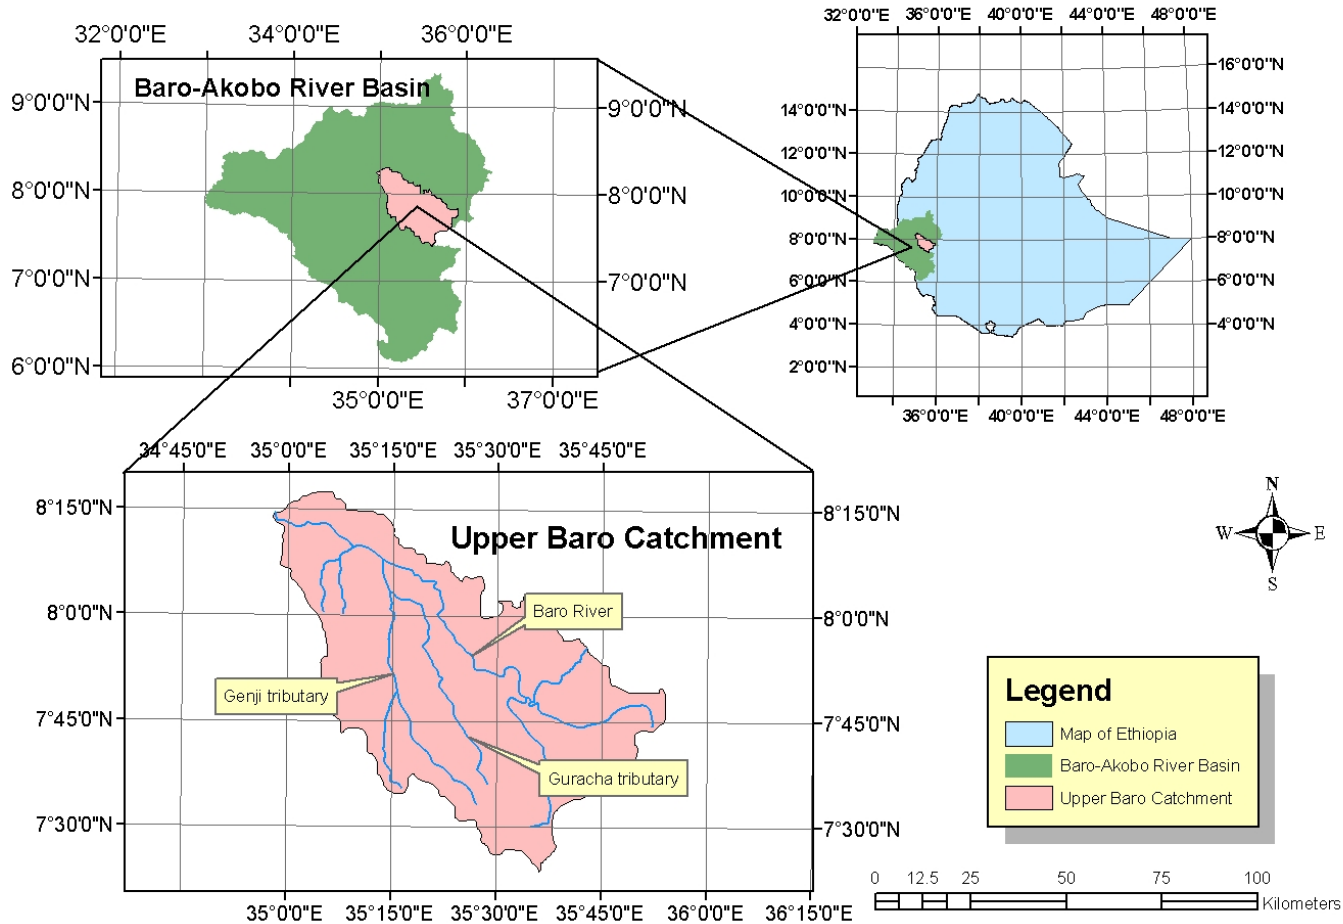 32°0'0"E 34°0'0"E 36°0'0"E
Baro-Akobo River Basin
9°0'0"N
8°0'0"N
7°0'0"N
6°0'0"N
9°0'0"N
8°0'0"N
7°0'0"N
35°0'0"E 37°0'0"E
32°0'0"E 36°0'0"E 40°0'0"E 44°0'0"E 48°0'0"E
14°0'0"N
12°0'0"N
10°0'0"N
8°0'0"N
6°0'0"N
4°0'0"N
2°0'0"N
16°0'0"N
14°0'0"N
12°0'0"N
10°0'0"N
8°0'0"N
6°0'0"N
4°0'0"N
36°0'0"E 40°0'0"E 44°0'0"E 48°0'0"E
34°45'0"E 35°0'0"E 35°15'0"E 35°30'0"E 35°45'0"E
8°15'0"N
8°0'0"N
7°45'0"N
7°30'0"N
Upper Baro Catchment
Baro River
Genji tributary
Guracha tributary
8°15'0"N
8°0'0"N
7°45'0"N
7°30'0"N
35°0'0"E 35°15'0"E 35°30'0"E 35°45'0"E 36°0'0"E 36°15'0"E
N
W E
S
Legend
Map of Ethiopia
Baro-Akobo River Basin
Upper Baro Catchment
0 12.5 25 50 75 100
Kilometers